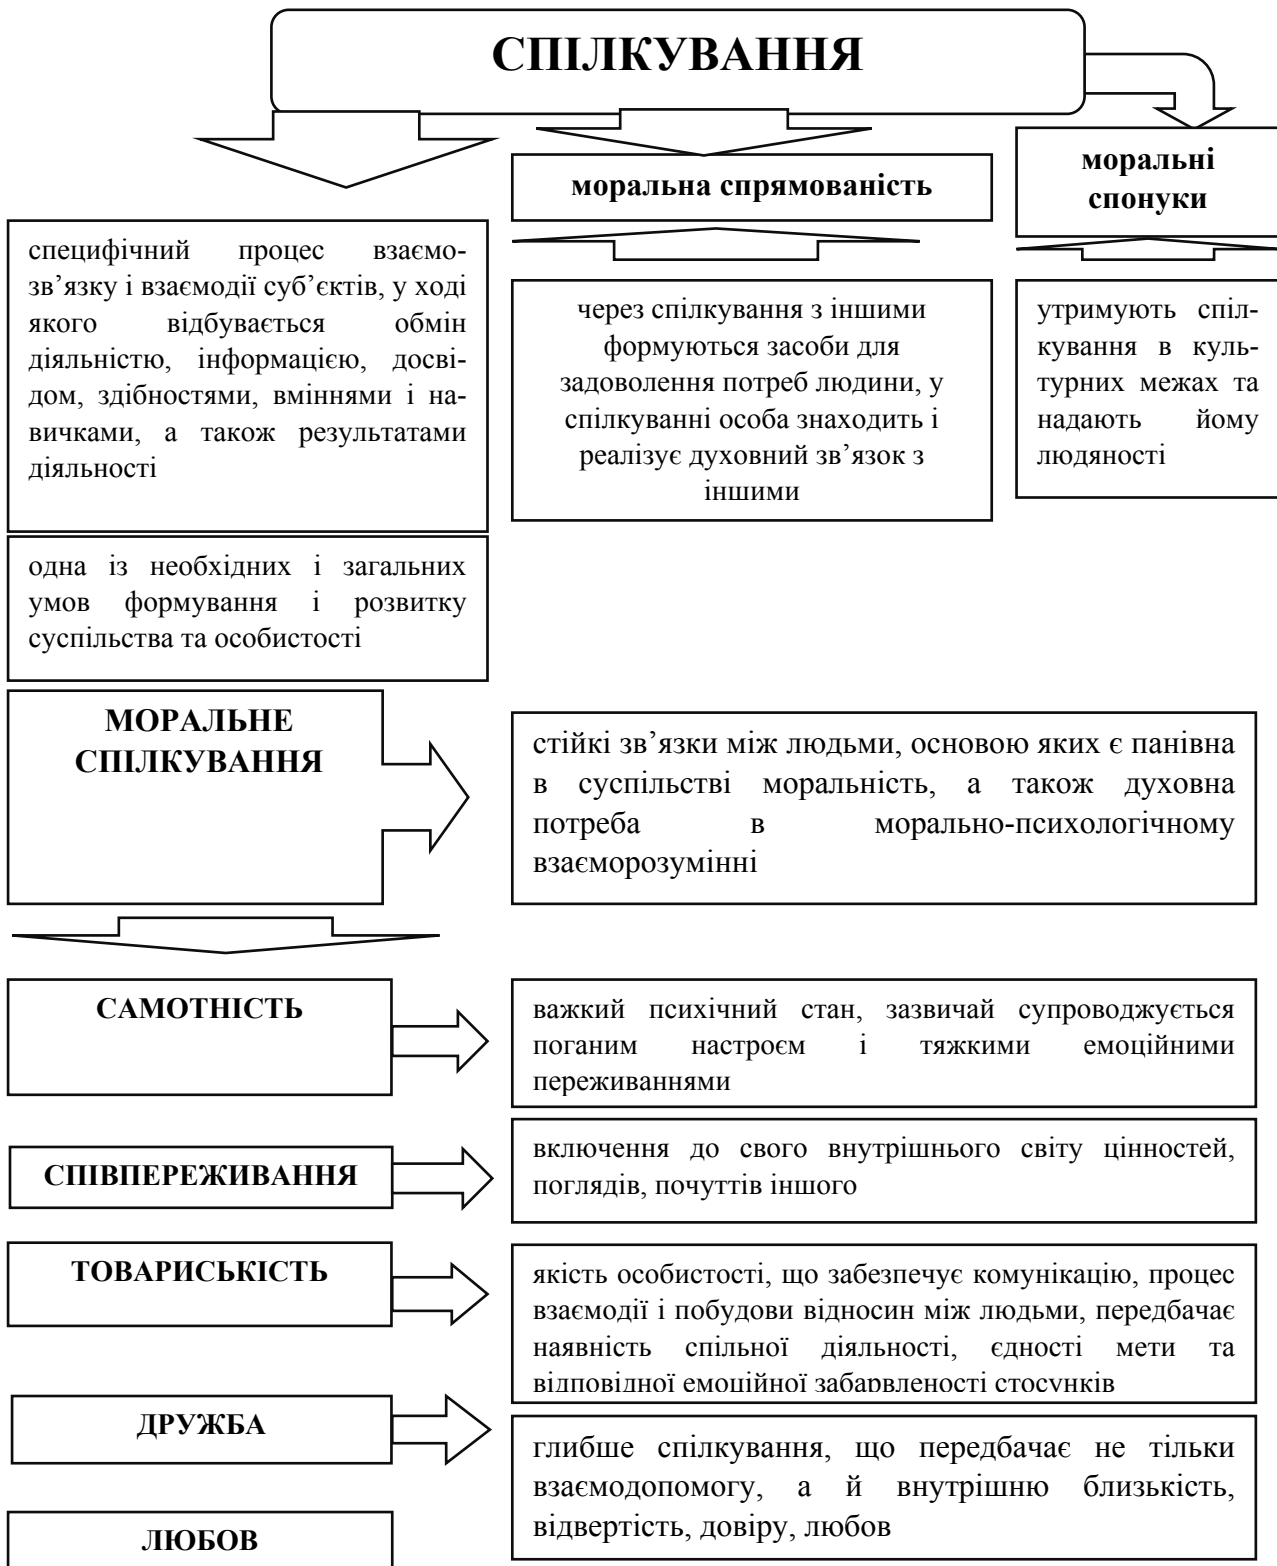 СПІЛКУВАННЯ
моральна спрямованість
моральні
спонуки
специфічний процес взаємо-
зв’язку і взаємодії суб’єктів, у ході
якого відбувається обмін
діяльністю, інформацією, досві-
дом, здібностями, вміннями і на-
вичками, а також результатами
діяльності
через спілкування з іншими
формуються засоби для
задоволення потреб людини, у
спілкуванні особа знаходить і
реалізує духовний зв’язок з
іншими
утримують спіл-
кування в куль-
турних межах та
надають йому
людяності
одна із необхідних і загальних
умов формування і розвитку
суспільства та особистості
МОРАЛЬНЕ
СПІЛКУВАННЯ
стійкі зв’язки між людьми, основою яких є панівна
в суспільстві моральність, а також духовна
потреба в морально-психологічному
взаєморозумінні
САМОТНІСТЬ
важкий психічний стан, зазвичай супроводжується
поганим настроєм і тяжкими емоційними
переживаннями
СПІВПЕРЕЖИВАННЯ
включення до свого внутрішнього світу цінностей,
поглядів, почуттів іншого
ТОВАРИСЬКІСТЬ
якість особистості, що забезпечує комунікацію, процес
взаємодії і побудови відносин між людьми, передбачає
наявність спільної діяльності, єдності мети та
відповідної емоційної забарвленості стосунків
ДРУЖБА
глибше спілкування, що передбачає не тільки
взаємодопомогу, а й внутрішню близькість,
відвертість, довіру, любов
ЛЮБОВ